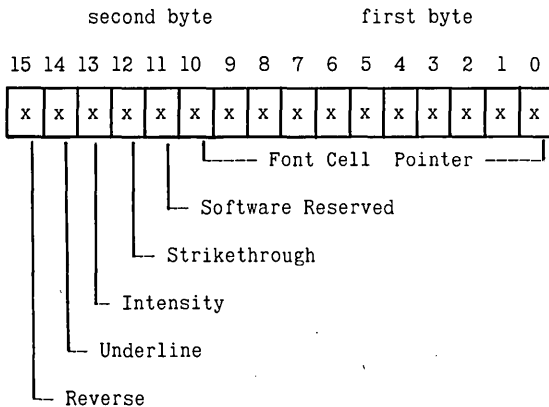 second byte first byte
15 14 13 12 11 10 9 8 7 6 5 4 3 2 1 0
x x x x x x x x x x x x x x x x
Font Cell Pointer
Software Reserved
Strikethrough
Intensity
Underline
Reverse